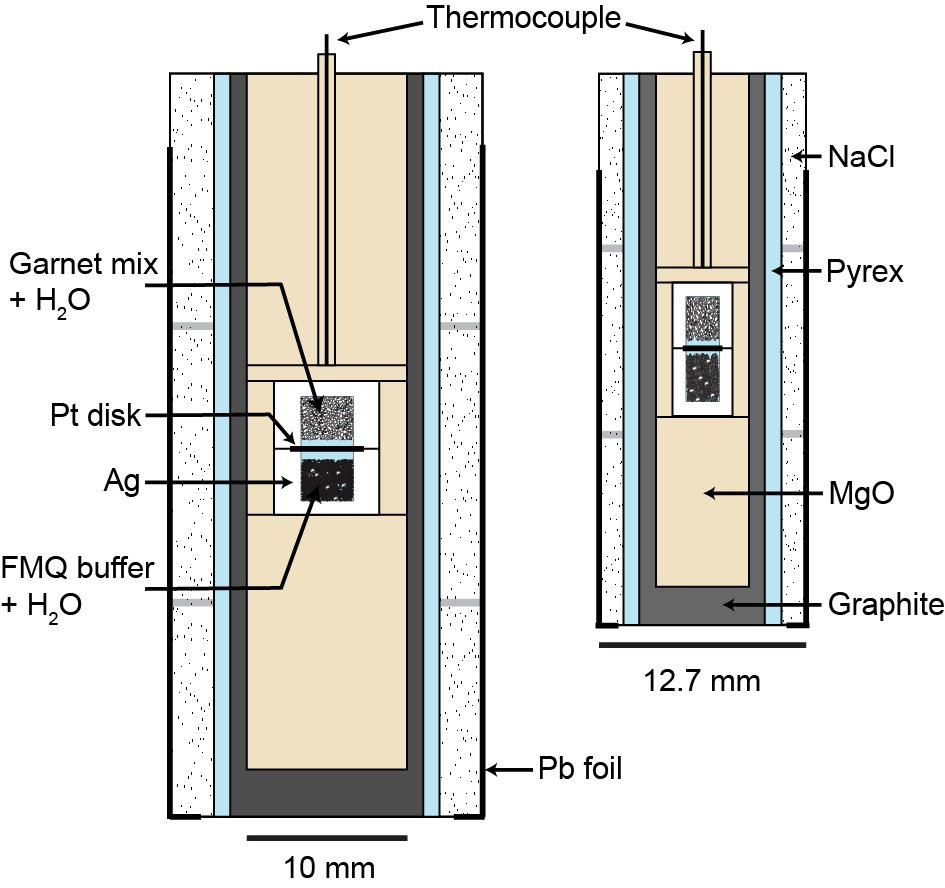 Thermocouple
NaCl
Garnet mix
+ H₂O
Pyrex
Pt disk
Ag
MgO
FMQ buffer
+ H₂O
Graphite
12.7 mm
Pb foil
10 mm